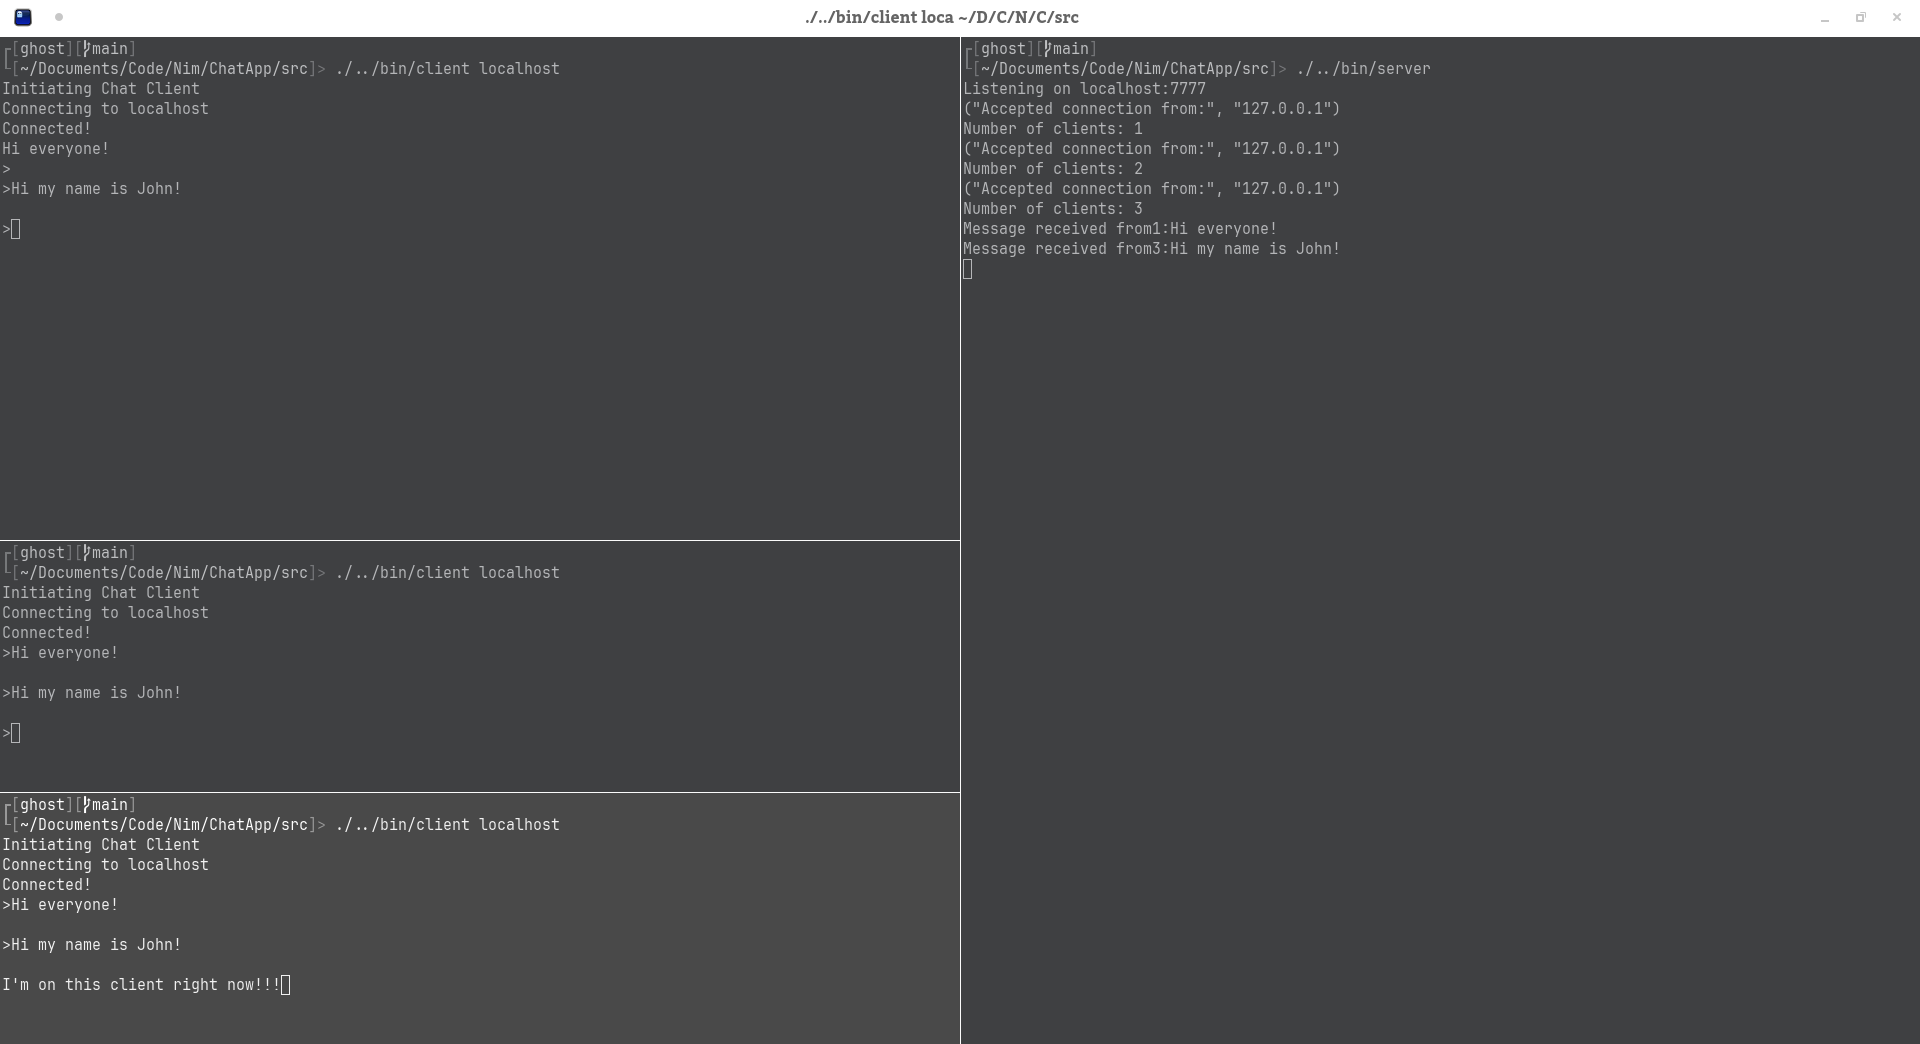 ./../bin/client loca ~/D/C/N/C/src
┌[ghost][main]
└[~/Documents/Code/Nim/ChatApp/src]> ./../bin/client localhost
Initiating Chat Client
Connecting to localhost
Connected!
Hi everyone!
>
>Hi my name is John!
>
┌[ghost][main]
└[~/Documents/Code/Nim/ChatApp/src]> ./../bin/client localhost
Initiating Chat Client
Connecting to localhost
Connected!
>Hi everyone!
>Hi my name is John!
>
┌[ghost][main]
└[~/Documents/Code/Nim/ChatApp/src]> ./../bin/client localhost
Initiating Chat Client
Connecting to localhost
Connected!
>Hi everyone!
>Hi my name is John!
I'm on this client right now!!!
┌[ghost][main]
└[~/Documents/Code/Nim/ChatApp/src]> ./../bin/server
Listening on localhost:7777
("Accepted connection from:", "127.0.0.1")
Number of clients: 1
("Accepted connection from:", "127.0.0.1")
Number of clients: 2
("Accepted connection from:", "127.0.0.1")
Number of clients: 3
Message received from1:Hi everyone!
Message received from3:Hi my name is John!